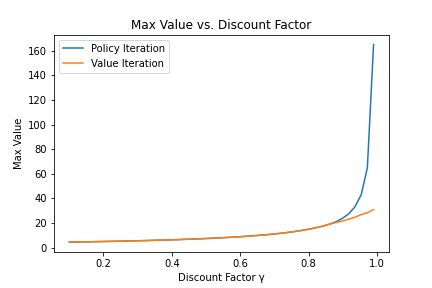 Max Value vs. Discount Factor
Policy Iteration
Value Iteration
Max Value
160
140
120
100
80
60
40
20
0
0.2 0.4 0.6 0.8 1.0
Discount Factor γ